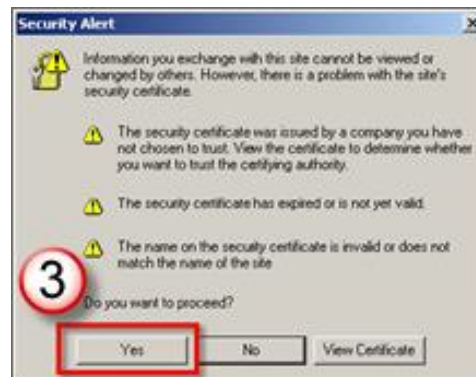 Security Alert
Information you exchange with this site cannot be viewed or
changed by others. However, there is a problem with the site's
security certificate.
The security certificate was issued by a company you have
not chosen to trust. View the certificate to determine whether
you want to trust the certifying authority.
The security certificate has expired or is not yet valid.
The name on the security certificate is invalid or does not
match the name of the site
3
Do you want to proceed?
Yes No View Certificate